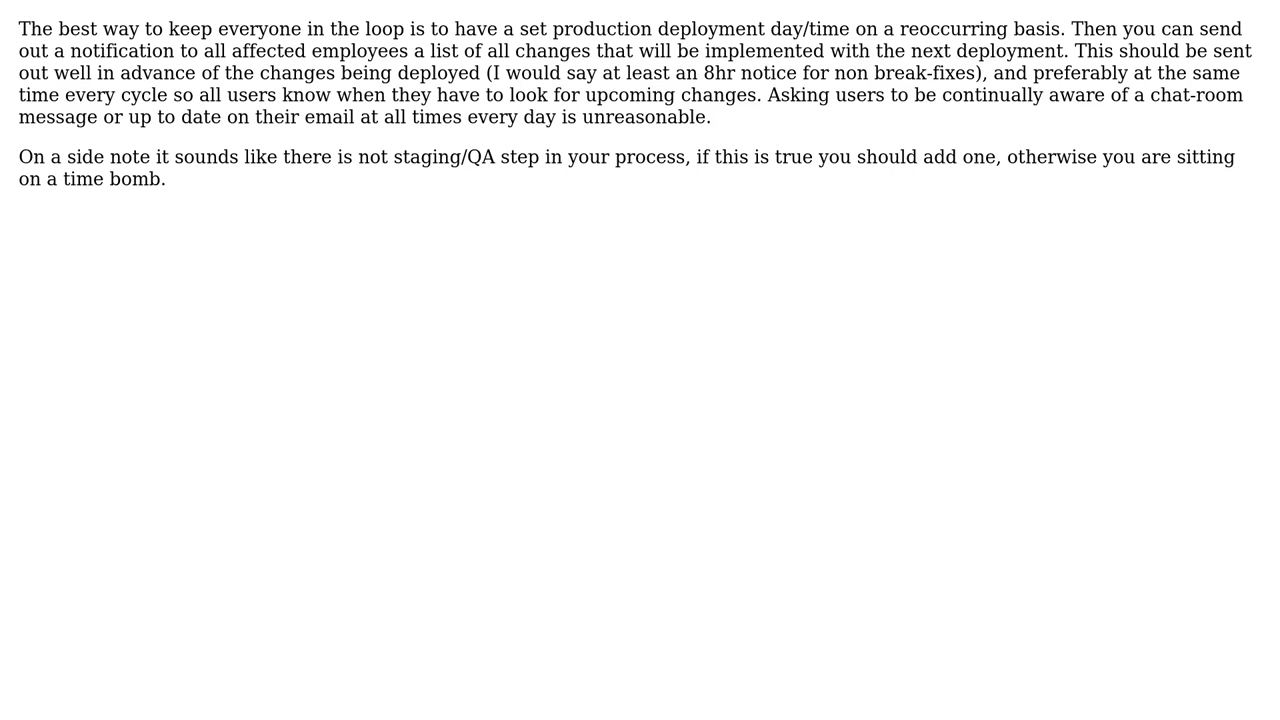 The best way to keep everyone in the loop is to have a set production deployment day/time on a reoccurring basis. Then you can send
out a notification to all affected employees a list of all changes that will be implemented with the next deployment. This should be sent
out well in advance of the changes being deployed (I would say at least an 8hr notice for non break-fixes), and preferably at the same
time every cycle so all users know when they have to look for upcoming changes. Asking users to be continually aware of a chat-room
message or up to date on their email at all times every day is unreasonable.
On a side note it sounds like there is not staging/QA step in your process, if this is true you should add one, otherwise you are sitting
on a time bomb.